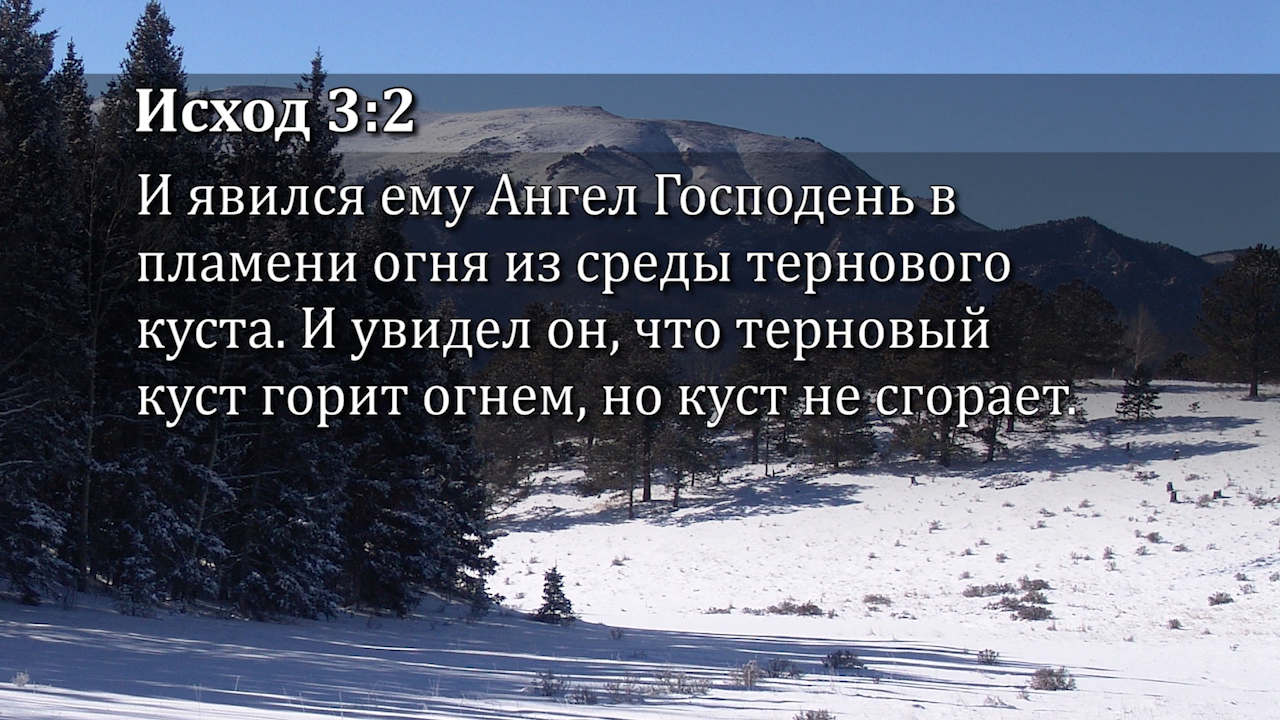 Исход 3:2
И явился ему Ангел Господень в
пламени огня из среды тернового
куста. И увидел он, что терновый
куст горит огнем, но куст не сгорает.